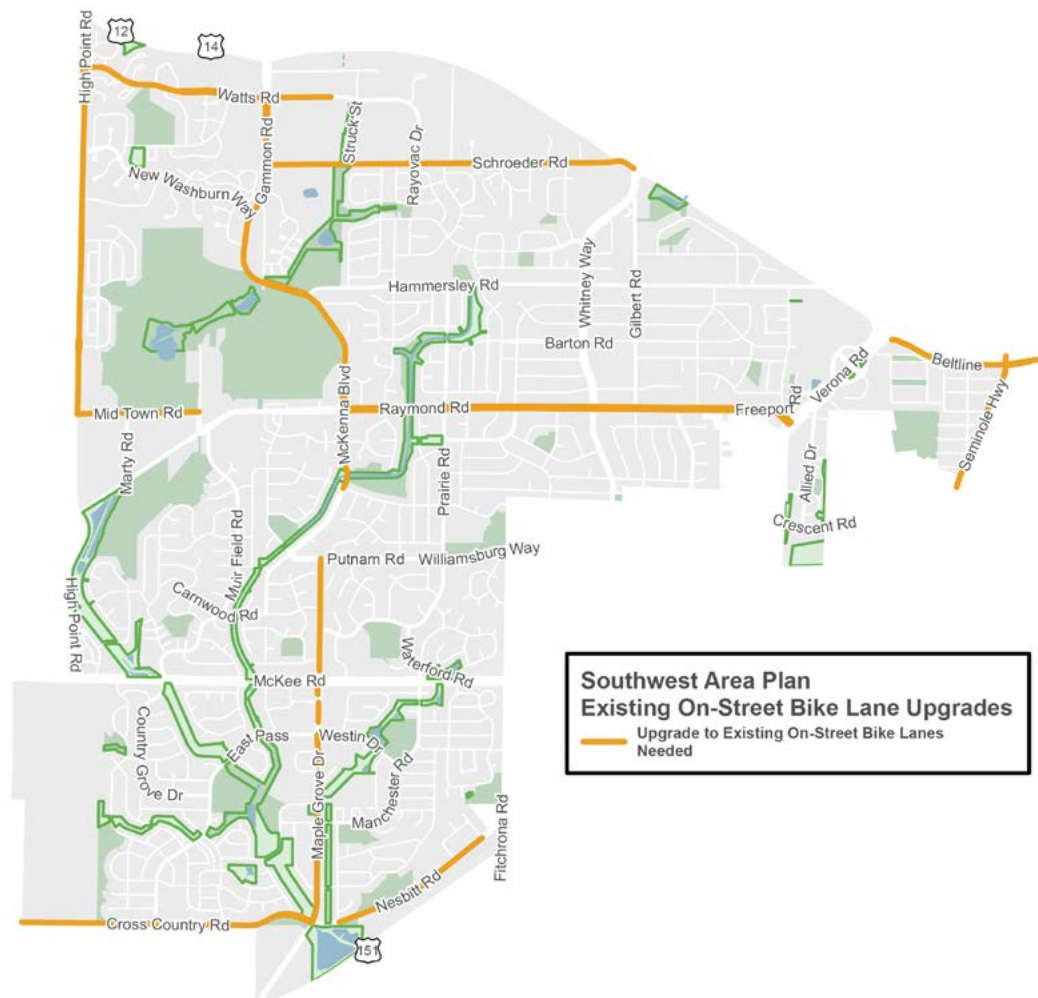 High Point Rd
12
14
Watts Rd
Struck St
Rayovac Dr
Gammon Rd
Schroeder Rd
New Washburn Way
Hammersley Rd
Whitney Way
Gilbert Rd
Barton Rd
Verona Rd
Beltline
McKenna Blvd
Mid Town Rd
Raymond Rd
Freeport Rd
Seminole Hwy
Marty Rd
Prairie Rd
Allied Dr
Crescent Rd
Muir Field Rd
Putnam Rd
Williamsburg Way
Carnwood Rd
High Point Rd
Waterford Rd
McKee Rd
Country Grove Dr
East Pass
Westin Dr
Maple Grove Dr
Manchester Rd
Fitchrona Rd
Nesbitt Rd
Cross Country Rd
151
Southwest Area Plan
Existing On-Street Bike Lane Upgrades
Upgrade to Existing On-Street Bike Lanes
Needed